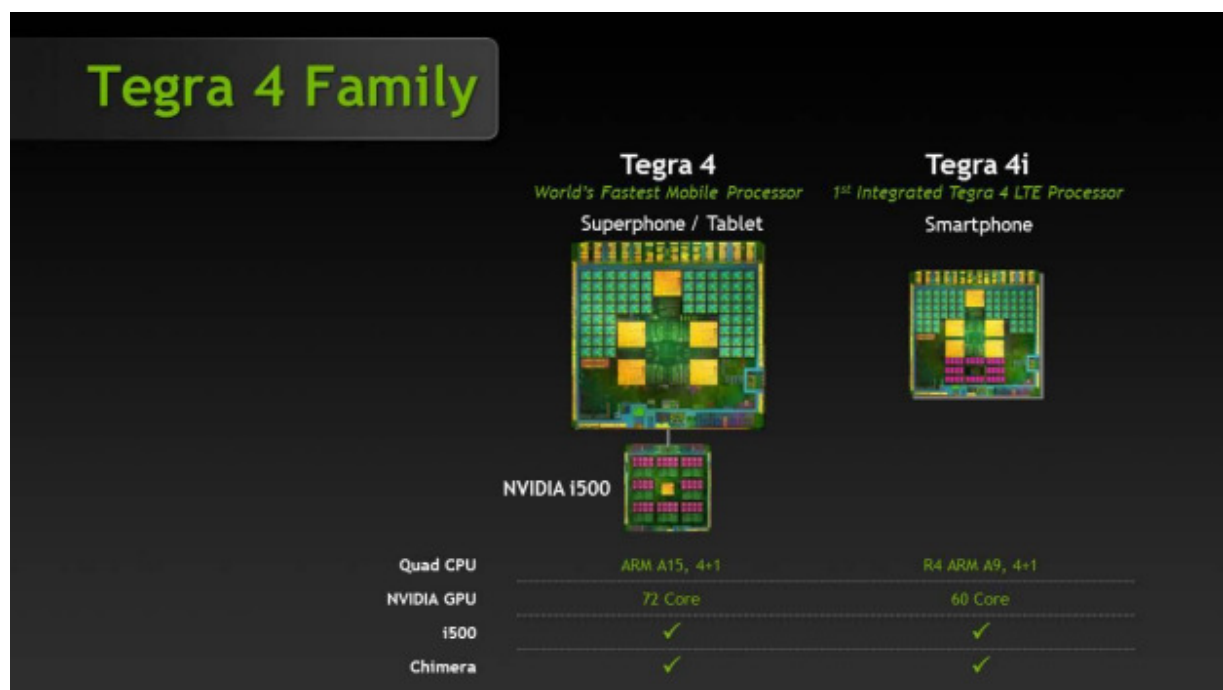 Tegra 4 Family
Tegra 4
Tegra 4i
World's Fastest Mobile Processor
1st Integrated Tegra 4 LTE Processor
Superphone / Tablet
Smartphone
NVIDIA i500
Quad CPU ARM A15, 4+1 R4 ARM A9, 4+1
NVIDIA GPU 72 Core 60 Core
i500 ✓ ✓
Chimera ✓ ✓